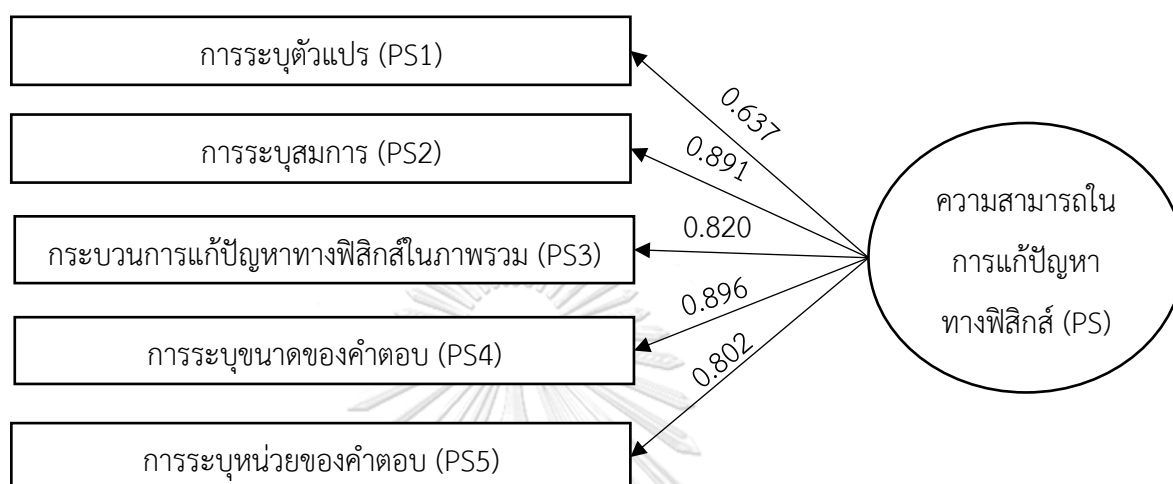 การระบุตัวแปร (PS1)
0.637
การระบุสมการ (PS2)
0.891
กระบวนการแก้ปัญหาทางฟิสิกส์ในภาพรวม (PS3)
0.820
การระบุขนาดของคำตอบ (PS4)
0.896
การระบุหน่วยของคำตอบ (PS5)
0.802
ความสามารถใน
การแก้ปัญหา
ทางฟิสิกส์ (PS)